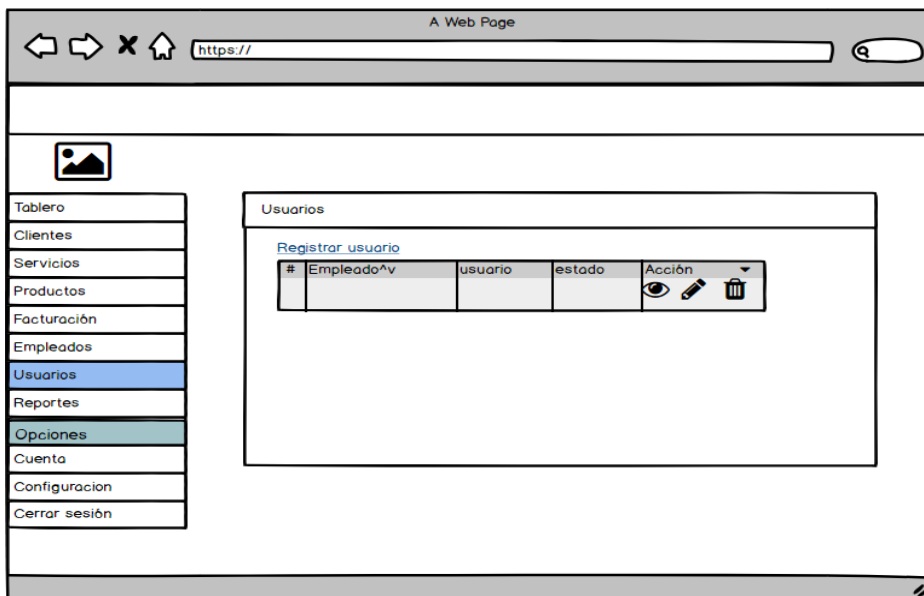 A Web Page
https://
Tablero
Clientes
Servicios
Productos
Facturación
Empleados
Usuarios
Reportes
Opciones
Cuenta
Configuracion
Cerrar sesión
Usuarios
Registrar usuario
# Empleado^v usuario estado Acción